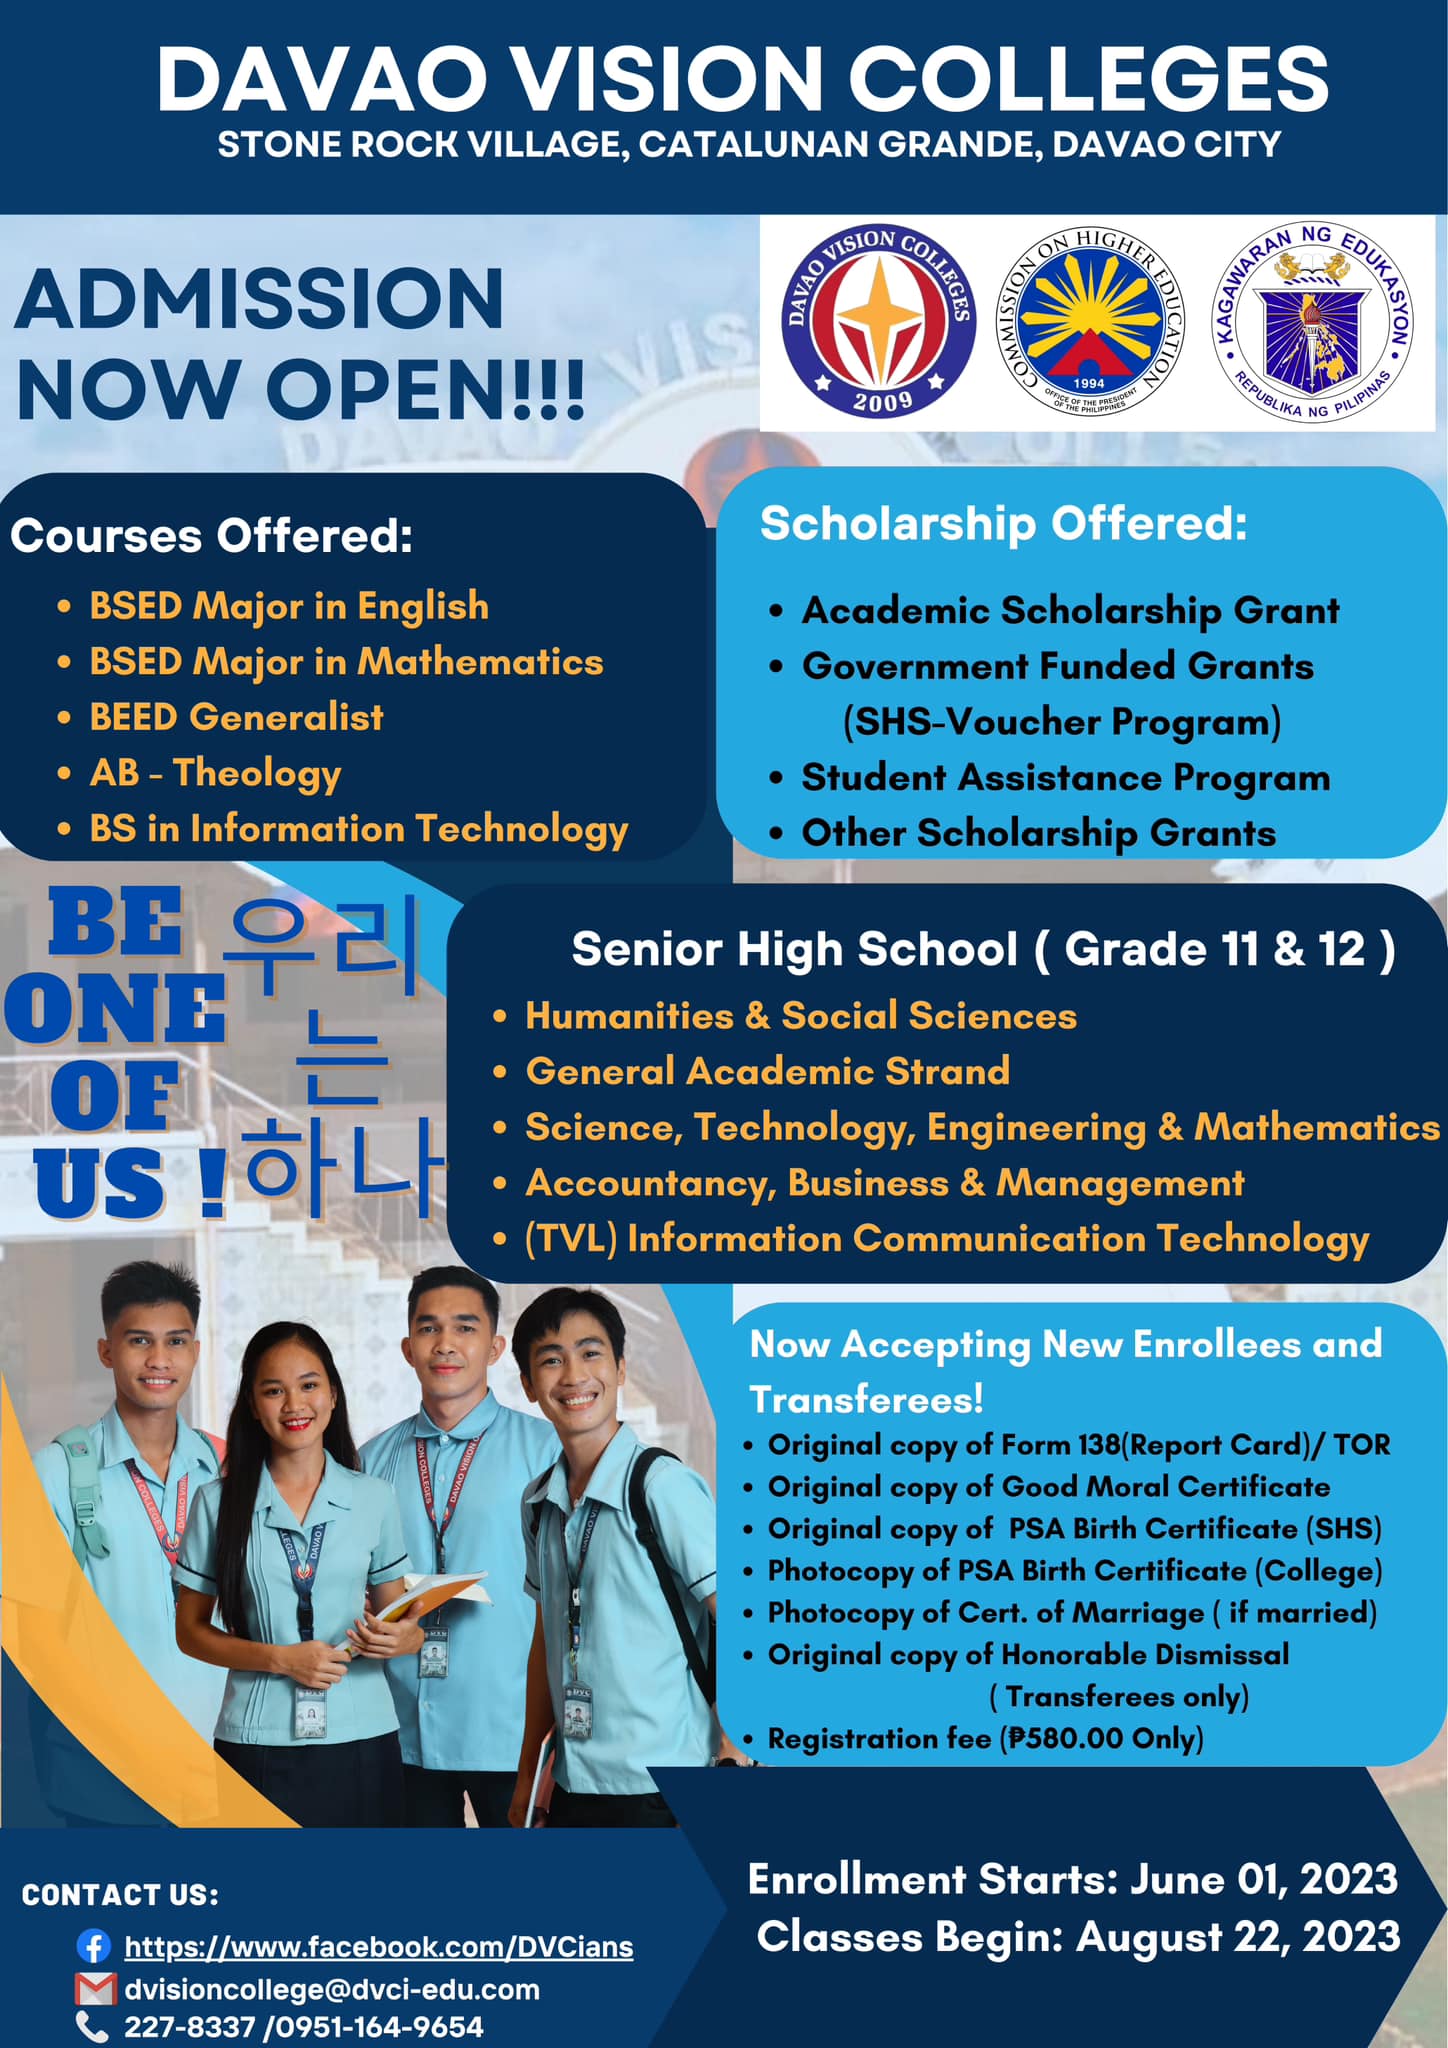 DAVAO VISION COLLEGES
STONE ROCK VILLAGE, CATALUNAN GRANDE, DAVAO CITY
ADMISSION
NOW OPEN!!!
DAVAO VISION COLLEGES
2009
COMMISSION ON HIGHER EDUCATION
1994
OFFICE OF THE PRESIDENT
OF THE PHILIPPINES
KAGAWARAN NG EDUKASYON
REPUBLIKA NG PILIPINAS
Courses Offered:
• BSED Major in English
• BSED Major in Mathematics
• BEED Generalist
• AB - Theology
• BS in Information Technology
Scholarship Offered:
• Academic Scholarship Grant
• Government Funded Grants
(SHS-Voucher Program)
• Student Assistance Program
• Other Scholarship Grants
BE
ONE
OF
US !
우리
는
하나
Senior High School ( Grade 11 & 12 )
• Humanities & Social Sciences
• General Academic Strand
• Science, Technology, Engineering & Mathematics
• Accountancy, Business & Management
• (TVL) Information Communication Technology
Now Accepting New Enrollees and
Transferees!
• Original copy of Form 138(Report Card)/ TOR
• Original copy of Good Moral Certificate
• Original copy of PSA Birth Certificate (SHS)
• Photocopy of PSA Birth Certificate (College)
• Photocopy of Cert. of Marriage ( if married)
• Original copy of Honorable Dismissal
( Transferees only)
• Registration fee (₱580.00 Only)
CONTACT US:
https://www.facebook.com/DVCians
dvisioncollege@dvci-edu.com
227-8337 /0951-164-9654
Enrollment Starts: June 01, 2023
Classes Begin: August 22, 2023